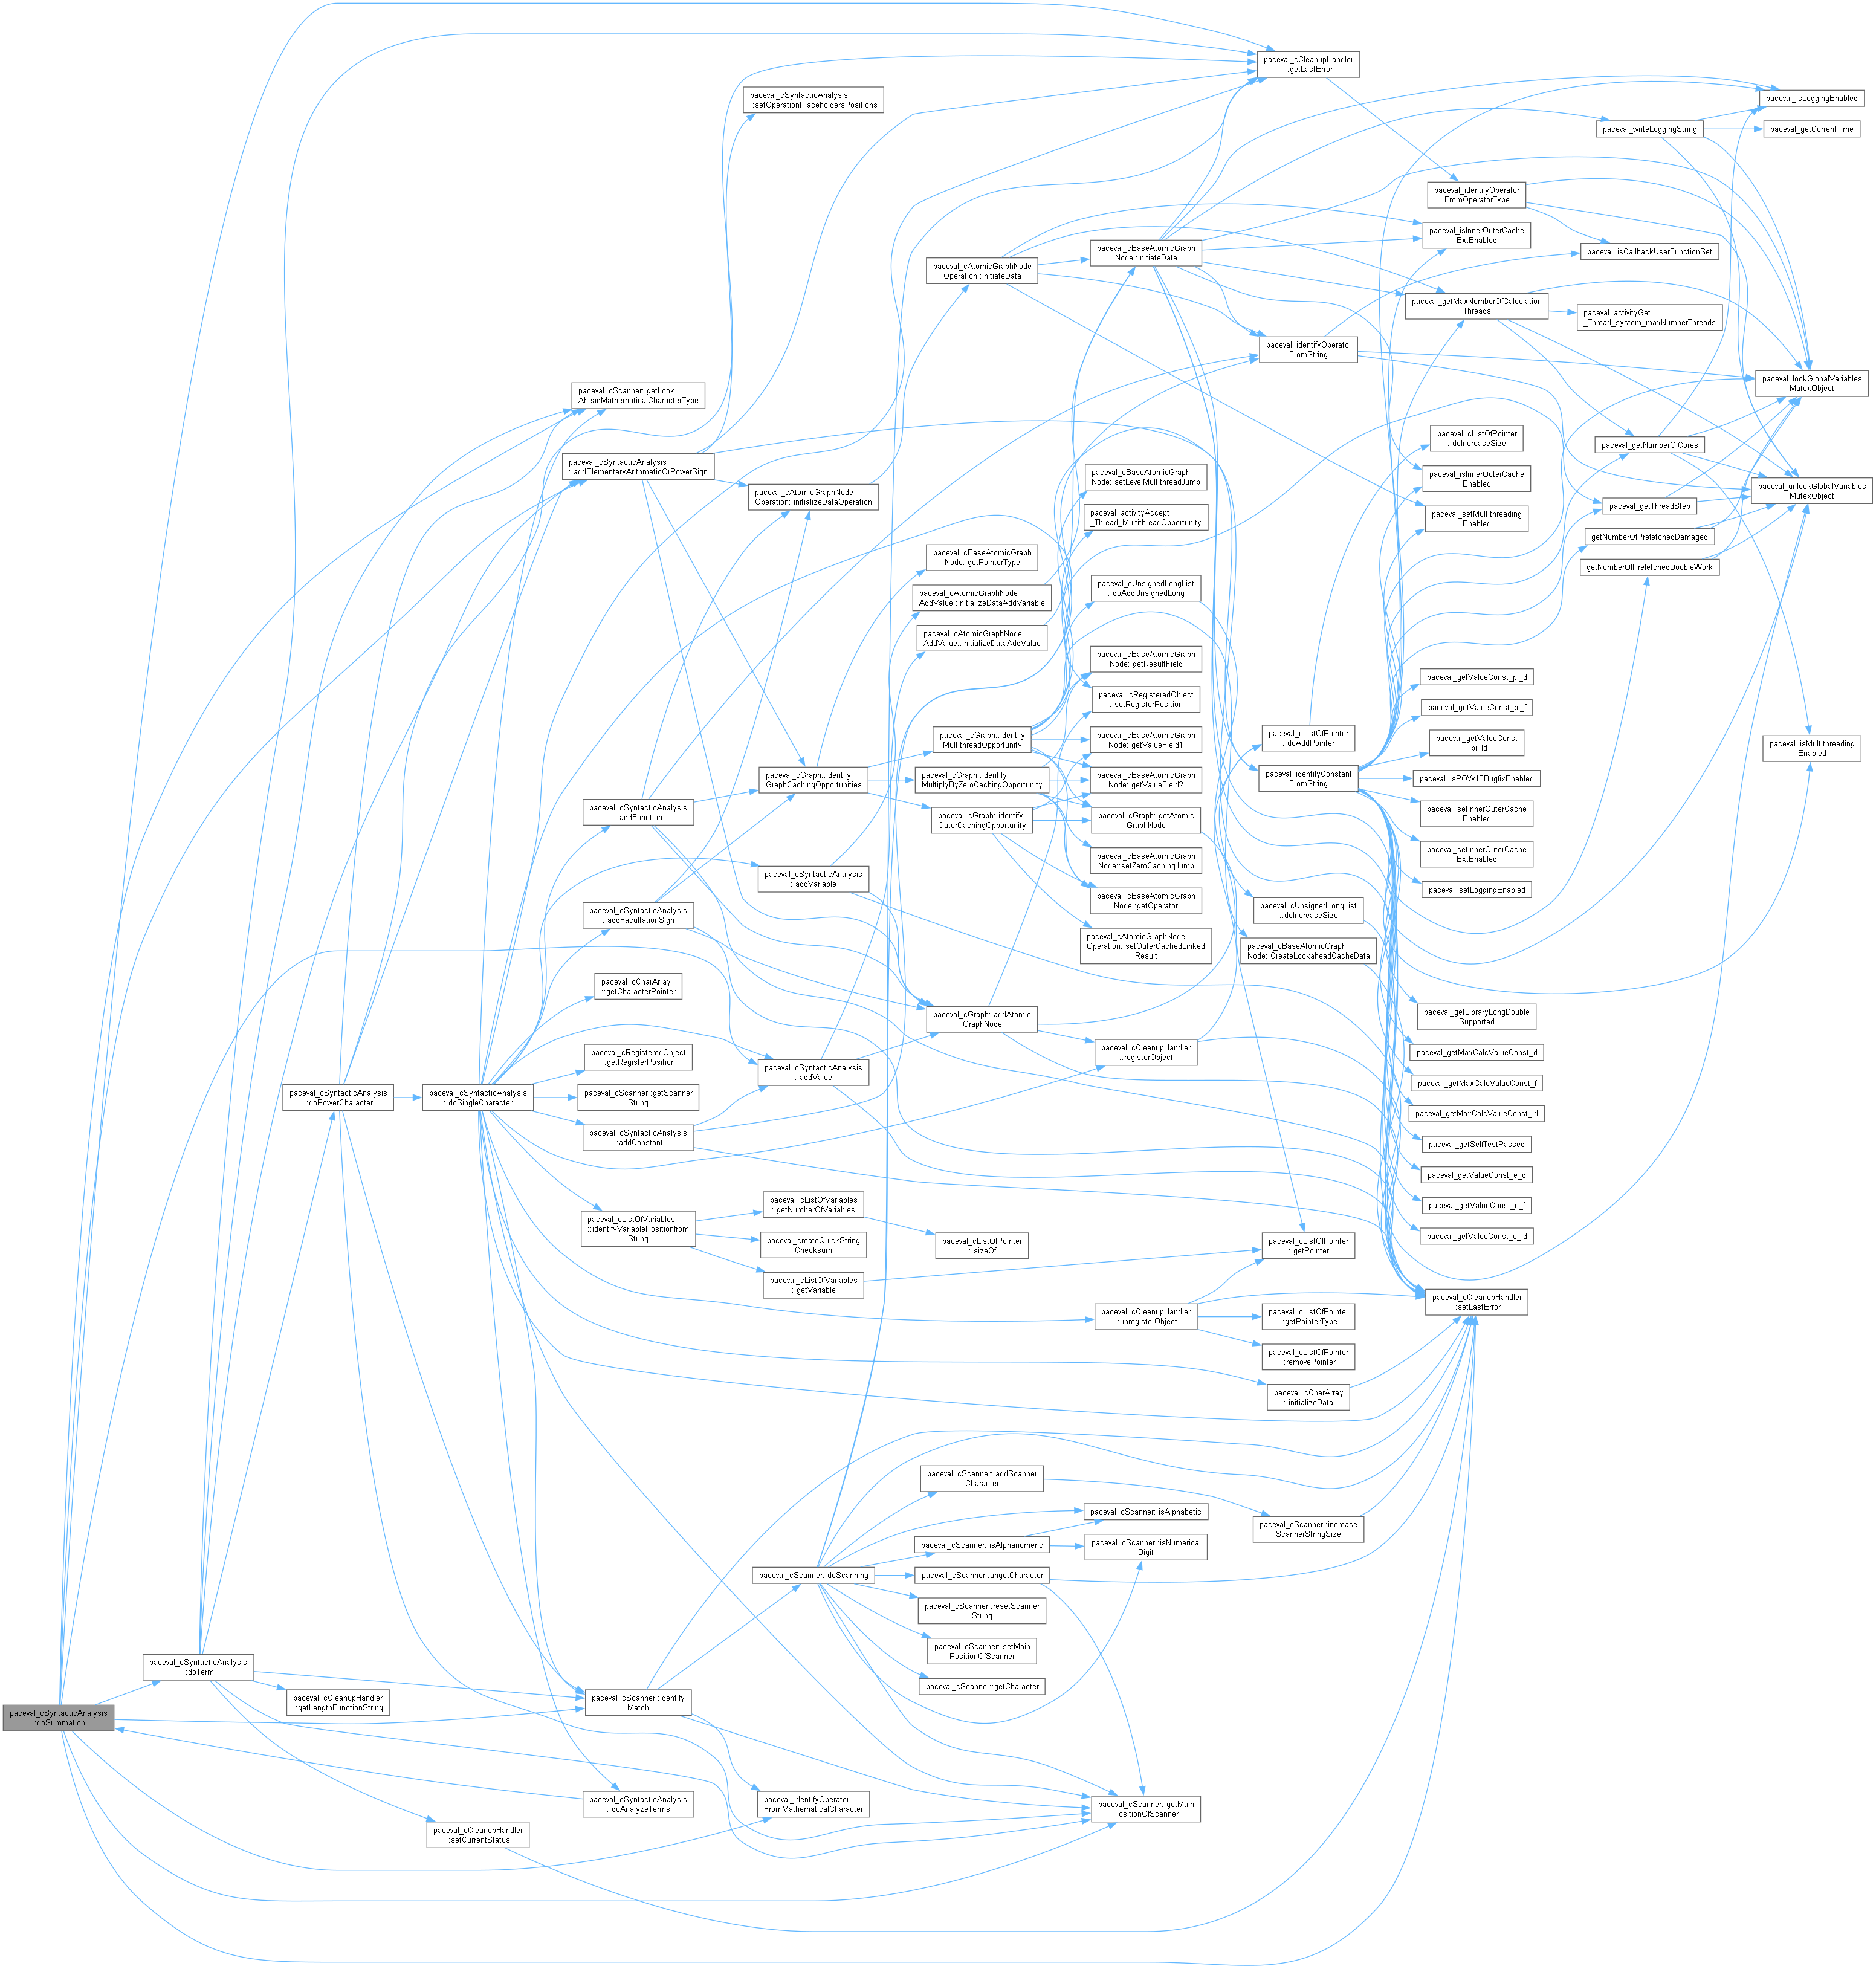 paceval_cSyntacticAnalysis
::doSummation
paceval_cSyntacticAnalysis
::doTerm
paceval_cCleanupHandler
::getLengthFunctionString
paceval_cSyntacticAnalysis
::doPowerCharacter
paceval_cCleanupHandler
::setCurrentStatus
paceval_cSyntacticAnalysis
::doSingleCharacter
paceval_cScanner::getLook
AheadMathematicalCharacterType
paceval_cSyntacticAnalysis
::addElementaryArithmeticOrPowerSign
paceval_cSyntacticAnalysis
::addFunction
paceval_cSyntacticAnalysis
::addFacultationSign
paceval_cCharArray
::getCharacterPointer
paceval_cRegisteredObject
::getRegisterPosition
paceval_cScanner::getScanner
String
paceval_cSyntacticAnalysis
::addConstant
paceval_cListOfVariables
::identifyVariablePositionfrom
String
paceval_cScanner::identify
Match
paceval_cSyntacticAnalysis
::doAnalyzeTerms
paceval_cSyntacticAnalysis
::setOperationPlaceholdersPositions
paceval_cAtomicGraphNode
Operation::initializeDataOperation
paceval_cGraph::identify
GraphCachingOpportunities
paceval_cSyntacticAnalysis
::addVariable
paceval_cSyntacticAnalysis
::addValue
paceval_cListOfVariables
::getNumberOfVariables
paceval_createQuickString
Checksum
paceval_cListOfVariables
::getVariable
paceval_cScanner::doScanning
paceval_identifyOperator
FromMathematicalCharacter
paceval_cAtomicGraphNode
Operation::initiateData
paceval_cBaseAtomicGraph
Node::getPointerType
paceval_cAtomicGraphNode
AddValue::initializeDataAddVariable
paceval_cAtomicGraphNode
AddValue::initializeDataAddValue
paceval_cGraph::identify
MultithreadOpportunity
paceval_cGraph::identify
MultiplyByZeroCachingOpportunity
paceval_cGraph::identify
OuterCachingOpportunity
paceval_cGraph::addAtomic
GraphNode
paceval_cListOfPointer
::sizeOf
paceval_cScanner::addScanner
Character
paceval_cScanner::isAlphanumeric
paceval_cScanner::ungetCharacter
paceval_cScanner::resetScanner
String
paceval_cScanner::setMain
PositionOfScanner
paceval_cScanner::getCharacter
paceval_cBaseAtomicGraph
Node::initiateData
paceval_cBaseAtomicGraph
Node::setLevelMultithreadJump
paceval_activityAccept
_Thread_MultithreadOpportunity
paceval_cUnsignedLongList
::doAddUnsignedLong
paceval_cBaseAtomicGraph
Node::getResultField
paceval_cRegisteredObject
::setRegisterPosition
paceval_cBaseAtomicGraph
Node::getValueField1
paceval_cBaseAtomicGraph
Node::getValueField2
paceval_cGraph::getAtomic
GraphNode
paceval_cBaseAtomicGraph
Node::setZeroCachingJump
paceval_cBaseAtomicGraph
Node::getOperator
paceval_cAtomicGraphNode
Operation::setOuterCachedLinked
Result
paceval_cCleanupHandler
::registerObject
paceval_cCleanupHandler
::unregisterObject
paceval_cScanner::isAlphabetic
paceval_cScanner::isNumerical
Digit
paceval_cScanner::getMain
PositionOfScanner
paceval_cCleanupHandler
::getLastError
paceval_identifyOperator
FromString
paceval_cListOfPointer
::doAddPointer
paceval_identifyConstant
FromString
paceval_cUnsignedLongList
::doIncreaseSize
paceval_cBaseAtomicGraph
Node::CreateLookaheadCacheData
paceval_cListOfPointer
::getPointer
paceval_cListOfPointer
::getPointerType
paceval_cListOfPointer
::removePointer
paceval_cCharArray
::initializeData
paceval_cScanner::increase
ScannerStringSize
paceval_identifyOperator
FromOperatorType
paceval_isInnerOuterCache
ExtEnabled
paceval_getMaxNumberOfCalculation
Threads
paceval_cListOfPointer
::doIncreaseSize
paceval_isInnerOuterCache
Enabled
paceval_setMultithreading
Enabled
paceval_getValueConst_pi_d
paceval_getValueConst_pi_f
paceval_getValueConst
_pi_ld
paceval_isPOW10BugfixEnabled
paceval_setInnerOuterCache
Enabled
paceval_setInnerOuterCache
ExtEnabled
paceval_setLoggingEnabled
paceval_getLibraryLongDouble
Supported
paceval_getMaxCalcValueConst_d
paceval_getMaxCalcValueConst_f
paceval_getMaxCalcValueConst_ld
paceval_getSelfTestPassed
paceval_getValueConst_e_d
paceval_getValueConst_e_f
paceval_getValueConst_e_ld
paceval_cCleanupHandler
::setLastError
paceval_writeLoggingString
paceval_isCallbackUserFunctionSet
paceval_activityGet
_Thread_system_maxNumberThreads
paceval_getNumberOfCores
paceval_getThreadStep
getNumberOfPrefetchedDamaged
getNumberOfPrefetchedDoubleWork
paceval_isLoggingEnabled
paceval_getCurrentTime
paceval_lockGlobalVariables
MutexObject
paceval_unlockGlobalVariables
MutexObject
paceval_isMultithreading
Enabled